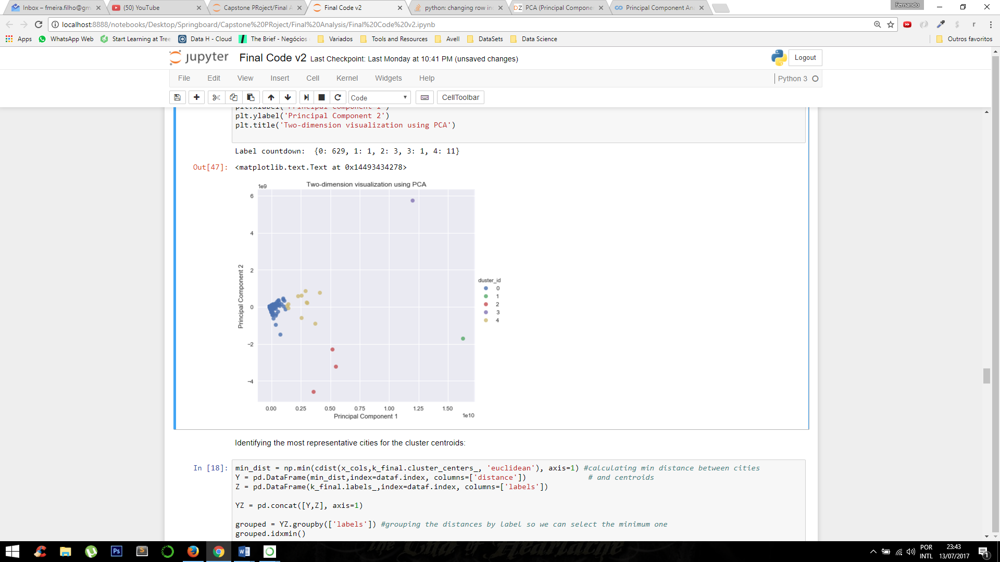 Inbox – fmeira.filho@gm
(50) YouTube
Capstone PRoject/Final A
Final Code v2
python: changing row in
DZ PCA (Principal Compone
Principal Component An
Fernando
localhost:8888/notebooks/Desktop/Springboard/Capstone%20PRoject/Final%20Analysis/Final%20Code%20v2.ipynb
Apps
WhatsApp Web
Start Learning at Tree
Data H - Cloud
The Brief - Negócios
Variados
Tools and Resources
Avell
DataSets
Data Science
Outros favoritos
jupyter Final Code v2 Last Checkpoint: Last Monday at 10:41 PM (unsaved changes)
Logout
File Edit View Insert Cell Kernel Widgets Help
Python 3
Code
CellToolbar
plt.xlabel('Principal Component 1')
plt.ylabel('Principal Component 2')
plt.title('Two-dimension visualization using PCA')
Label countdown:  {0: 629, 1: 1, 2: 3, 3: 1, 4: 11}
Out[47]: <matplotlib.text.Text at 0x14493434278>
1e9
Two-dimension visualization using PCA
6
4
2
0
−2
−4
Principal Component 2
cluster_id
0
1
2
3
4
0.00 0.25 0.50 0.75 1.00 1.25 1.50
Principal Component 1
1e10
Identifying the most representative cities for the cluster centroids:
In [18]: min_dist = np.min(cdist(x_cols,k_final.cluster_centers_, 'euclidean'), axis=1) #calculating min distance between cities
Y = pd.DataFrame(min_dist,index=dataf.index, columns=['distance']) # and centroids
Z = pd.DataFrame(k_final.labels_,index=dataf.index, columns=['labels'])
YZ = pd.concat([Y,Z], axis=1)
grouped = YZ.groupby(['labels']) #grouping the distances by label so we can select the minimum one
grouped.idxmin()
Ps
S
W
The End of Heartache
POR
INTL
23:43
13/07/2017
1